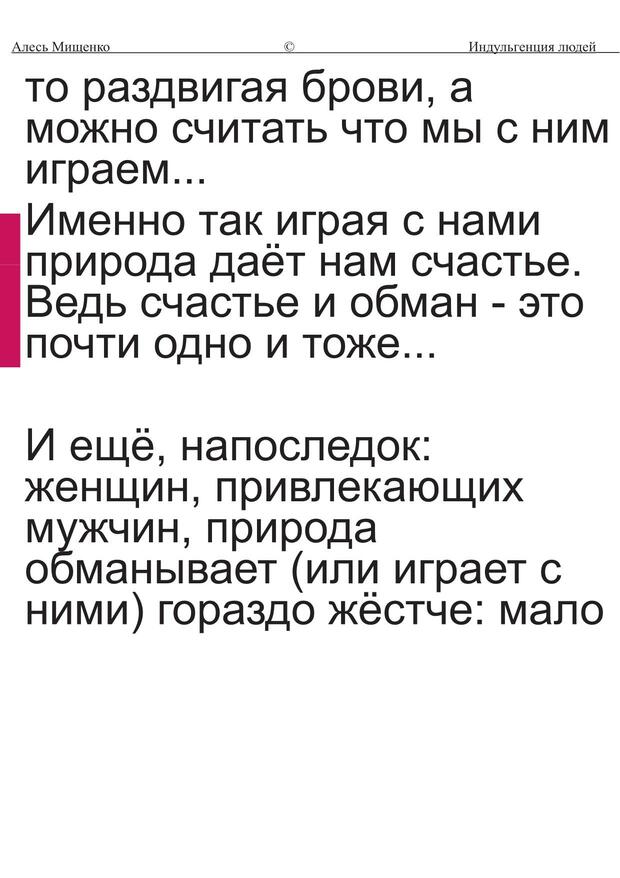 Алесь Мищенко © Индульгенция людей
то раздвигая брови, а
можно считать что мы с ним
играем...
Именно так играя с нами
природа даёт нам счастье.
Ведь счастье и обман - это
почти одно и тоже...
И ещё, напоследок:
женщин, привлекающих
мужчин, природа
обманывает (или играет с
ними) гораздо жёстче: мало